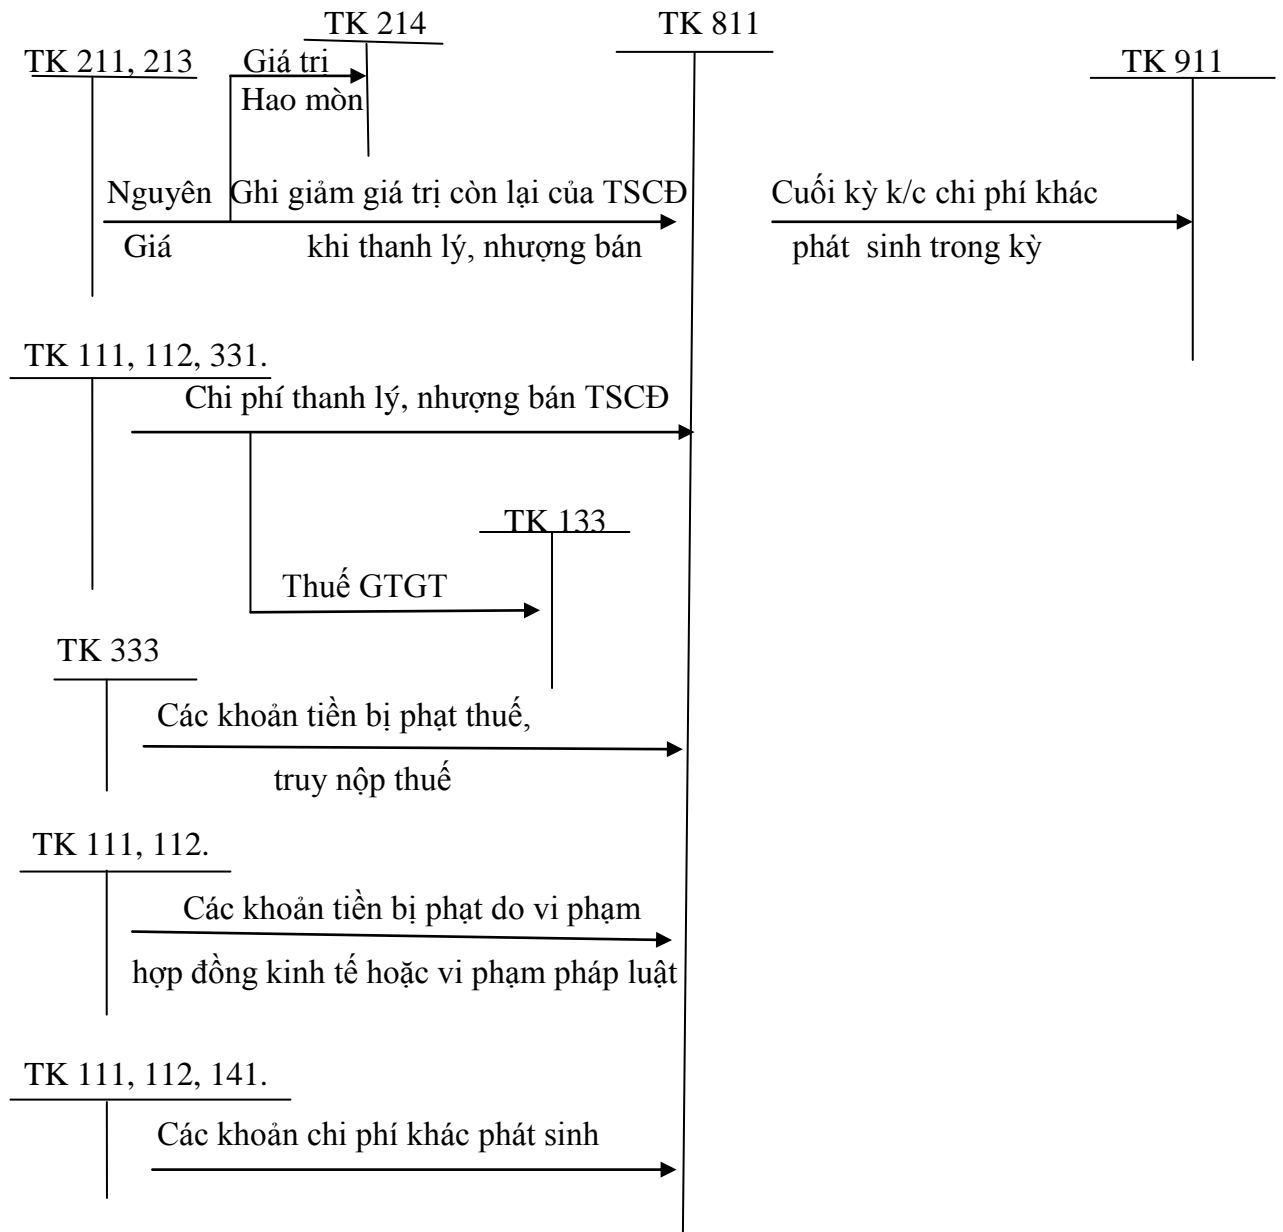 TK 214
TK 811
TK 211, 213
Giá trị
TK 911
Hao mòn
Nguyên
Ghi giảm giá trị còn lại của TSCĐ
Cuối kỳ k/c chi phí khác
Giá
khi thanh lý, nhượng bán
phát sinh trong kỳ
TK 111, 112, 331.
Chi phí thanh lý, nhượng bán TSCĐ
TK 133
Thuế GTGT
TK 333
Các khoản tiền bị phạt thuế,
truy nộp thuế
TK 111, 112.
Các khoản tiền bị phạt do vi phạm
hợp đồng kinh tế hoặc vi phạm pháp luật
TK 111, 112, 141.
Các khoản chi phí khác phát sinh